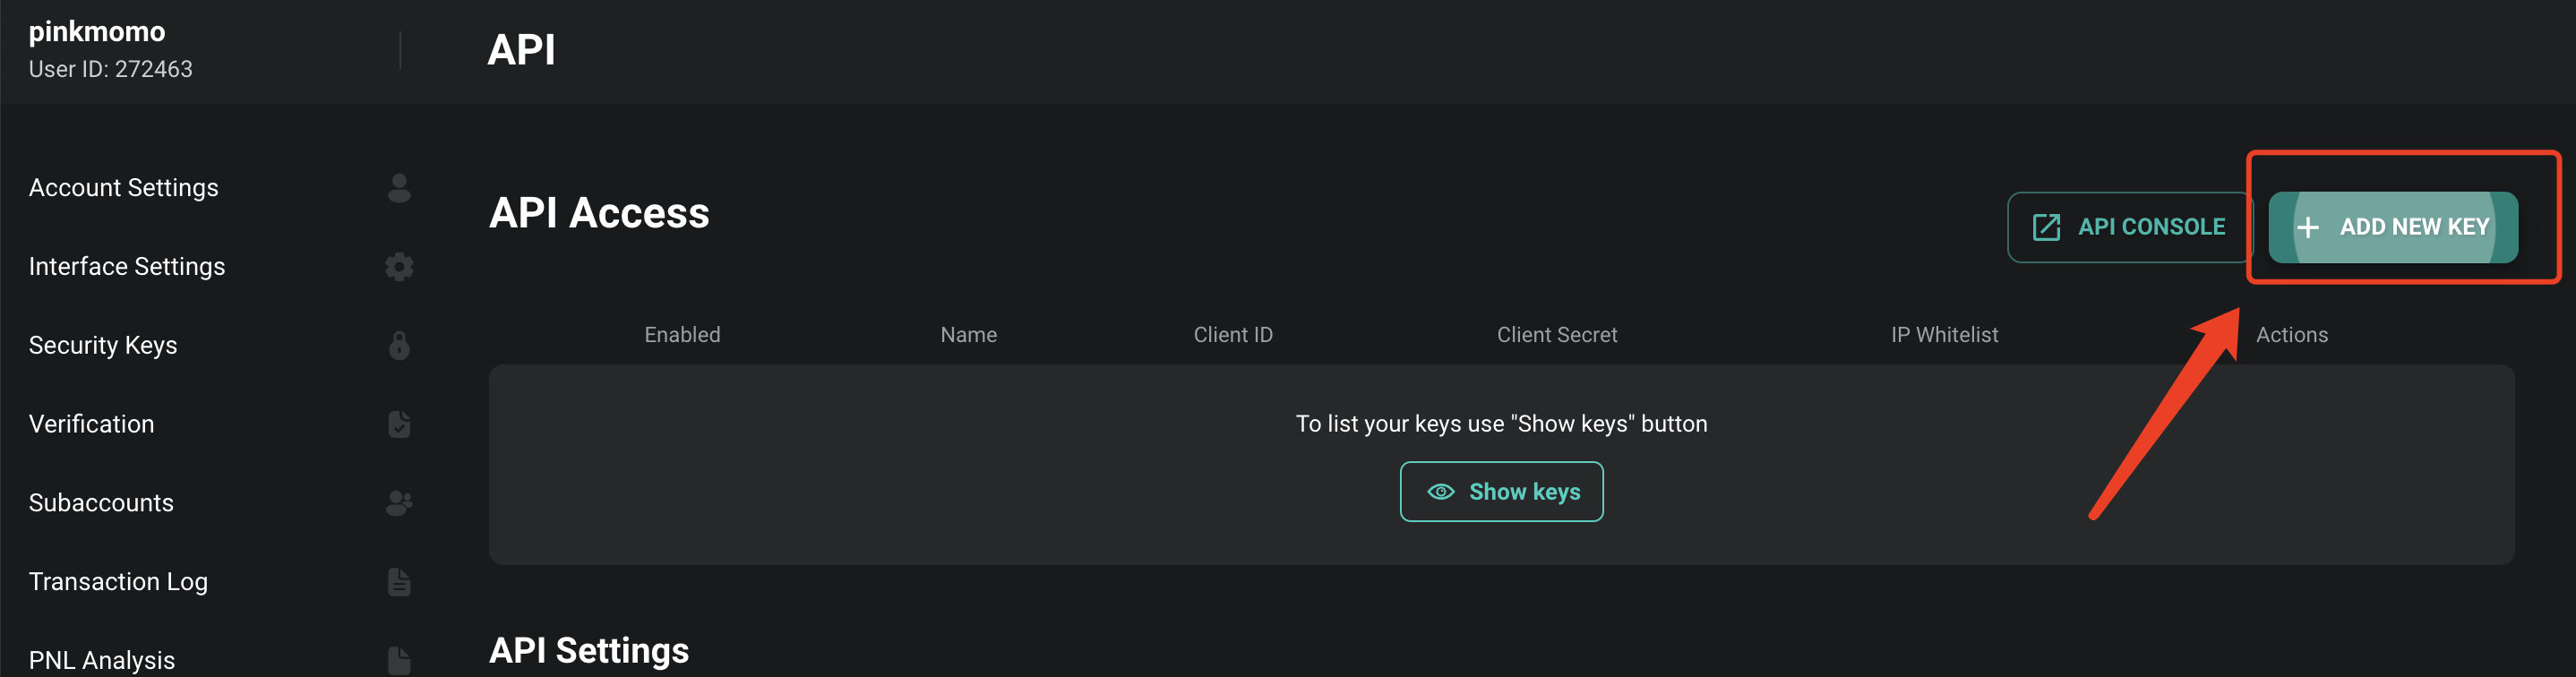 pinkmomo
User ID: 272463
API
Account Settings
Interface Settings
Security Keys
Verification
Subaccounts
Transaction Log
PNL Analysis
API Access
API CONSOLE
+ ADD NEW KEY
Enabled Name Client ID Client Secret IP Whitelist Actions
To list your keys use "Show keys" button
Show keys
API Settings